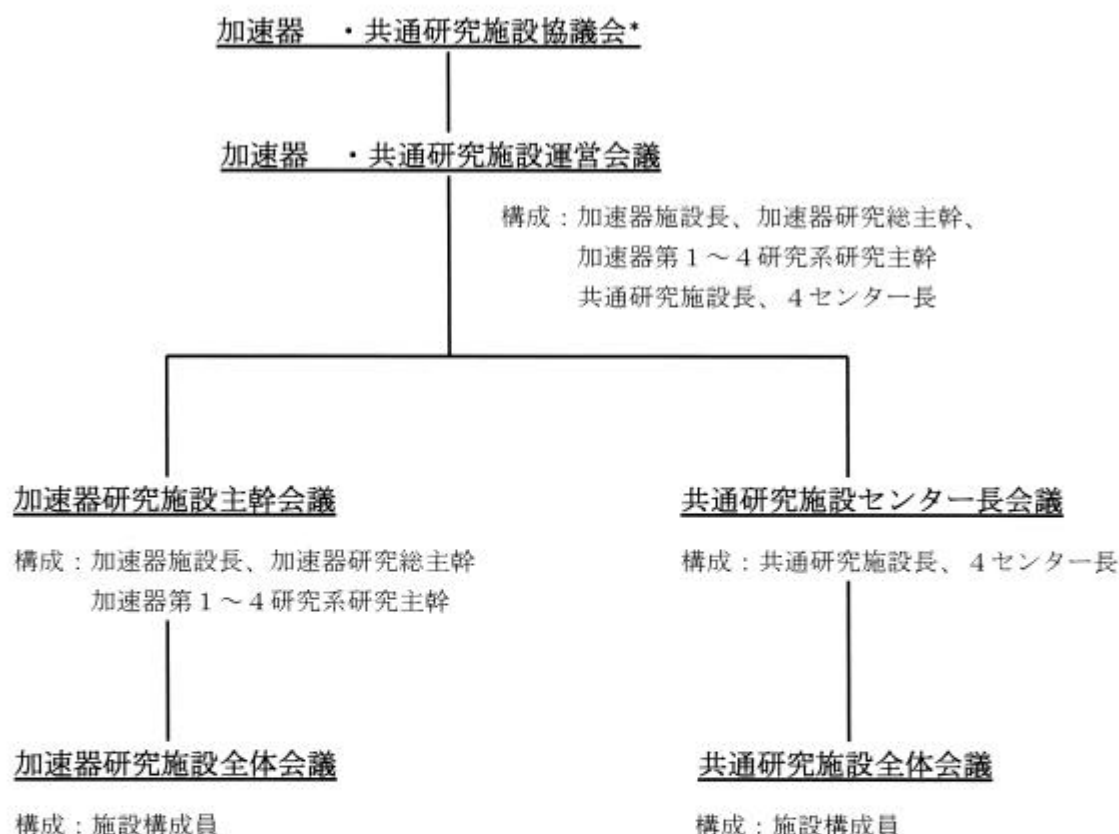 加速器　・共通研究施設協議会*
加速器　・共通研究施設運営会議
構成：加速器施設長、加速器研究総主幹、
加速器第１～４研究系研究主幹
共通研究施設長、４センター長
加速器研究施設主幹会議
構成：加速器施設長、加速器研究総主幹
加速器第１～４研究系研究主幹
共通研究施設センター長会議
構成：共通研究施設長、４センター長
加速器研究施設全体会議
構成：施設構成員
共通研究施設全体会議
構成：施設構成員